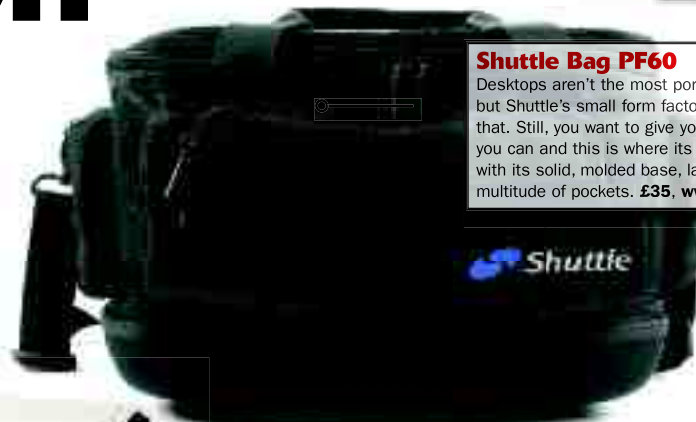 Shuttle Bag PF60
Desktops aren't the most por
but Shuttle's small form facto
that. Still, you want to give yo
you can and this is where its
with its solid, molded base, la
multitude of pockets. £35, w
Shuttle